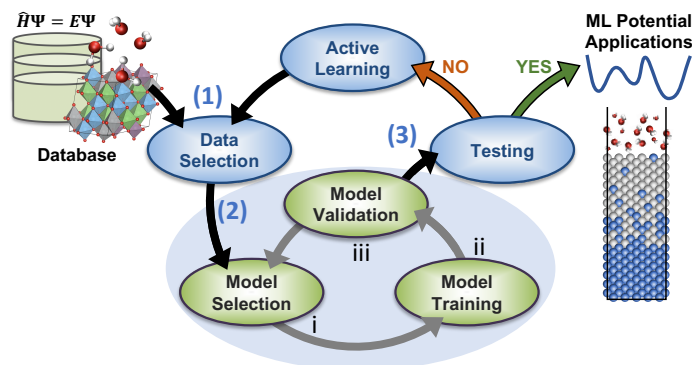 ĤΨ = EΨ
Database
(1)
Data
Selection
Active
Learning
NO
YES
ML Potential
Applications
(3)
Testing
(2)
Model
Validation
iii
ii
Model
Selection
i
Model
Training